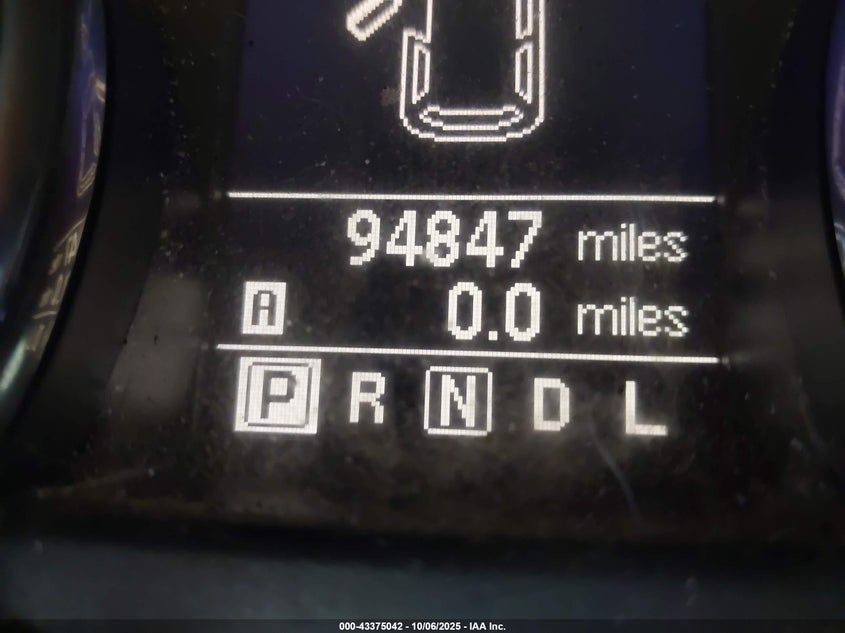 94847 miles
A 0.0 miles
P R N D L
000-43375042 - 10/06/2025 - IAA Inc.